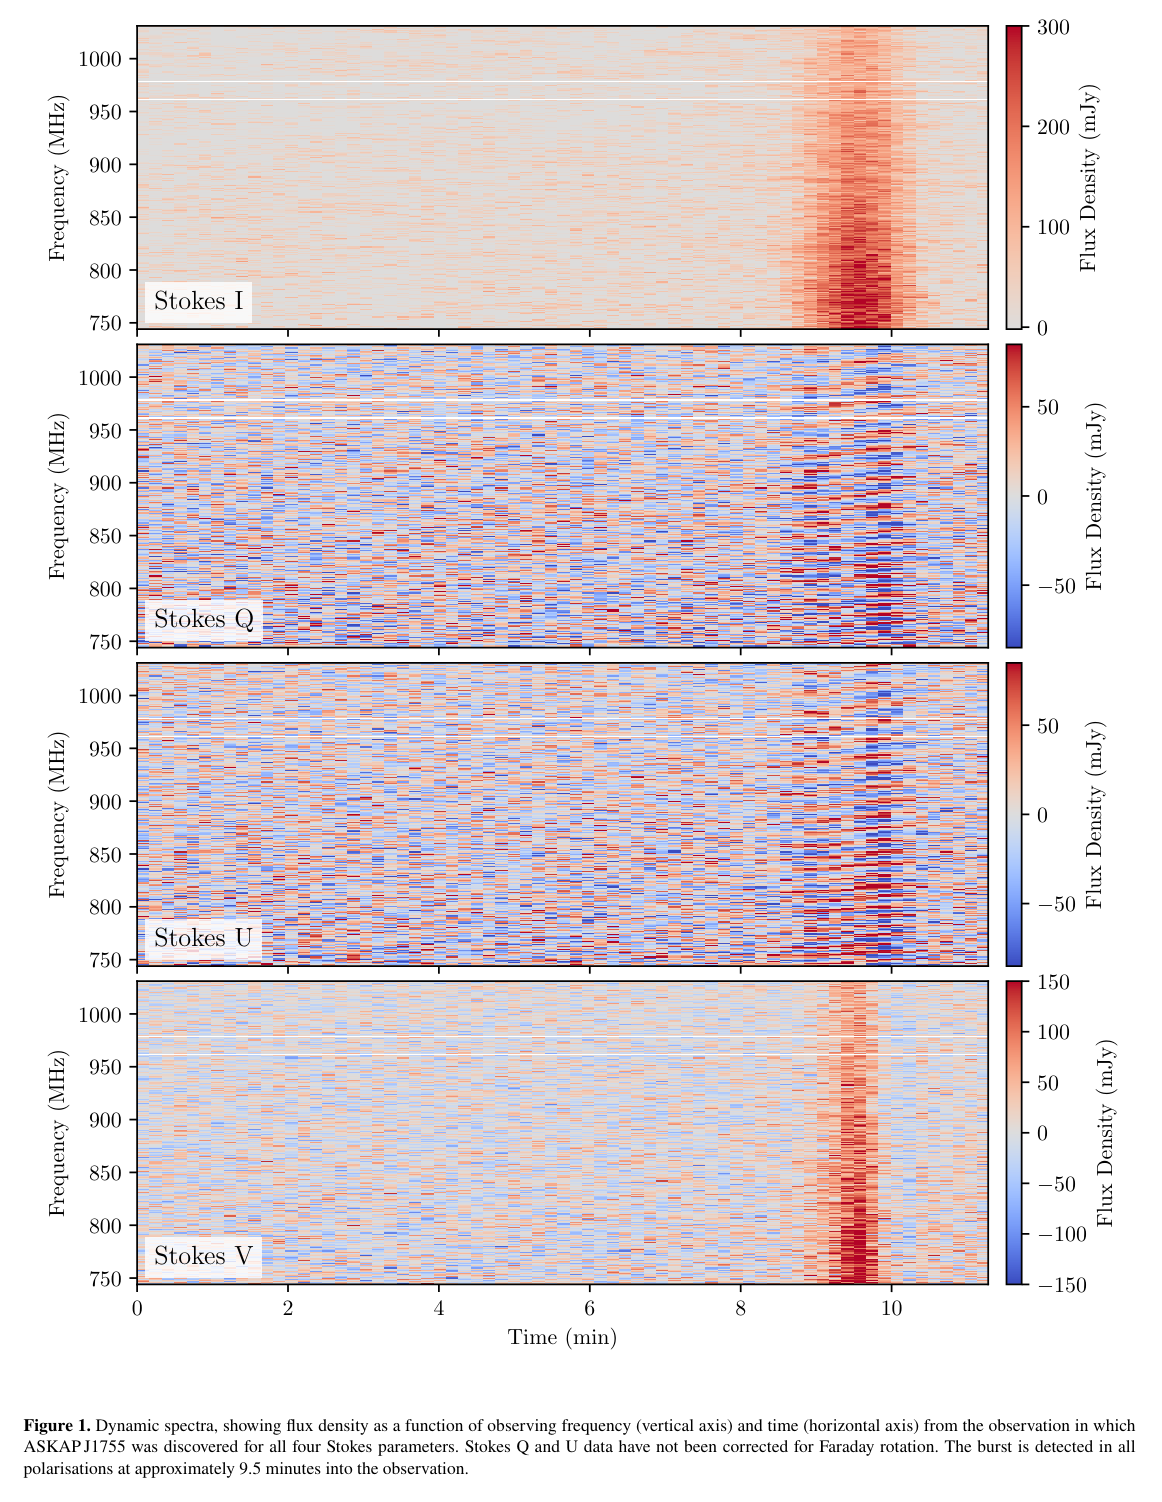 1000
950
900
850
800
750
Frequency (MHz)
Stokes I
300
200
100
0
Flux Density (mJy)
1000
950
900
850
800
750
Frequency (MHz)
Stokes Q
50
0
−50
Flux Density (mJy)
1000
950
900
850
800
750
Frequency (MHz)
Stokes U
50
0
−50
Flux Density (mJy)
1000
950
900
850
800
750
Frequency (MHz)
Stokes V
150
100
50
0
−50
−100
−150
Flux Density (mJy)
0 2 4 6 8 10
Time (min)
Figure 1. Dynamic spectra, showing flux density as a function of observing frequency (vertical axis) and time (horizontal axis) from the observation in which
ASKAP J1755 was discovered for all four Stokes parameters. Stokes Q and U data have not been corrected for Faraday rotation. The burst is detected in all
polarisations at approximately 9.5 minutes into the observation.